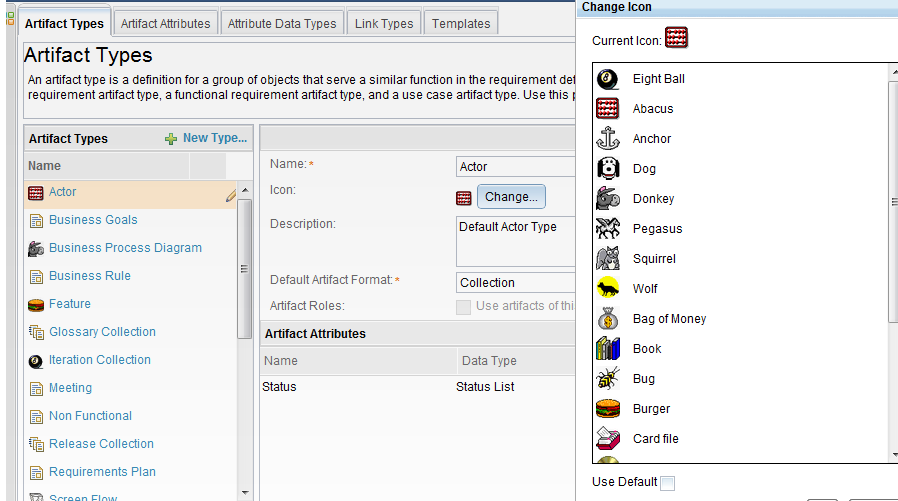 Artifact Types
Artifact Attributes
Attribute Data Types
Link Types
Templates
Artifact Types
An artifact type is a definition for a group of objects that serve a similar function in the requirement def
requirement artifact type, a functional requirement artifact type, and a use case artifact type. Use this p
Artifact Types
New Type...
Name
Actor
Business Goals
Business Process Diagram
Business Rule
Feature
Glossary Collection
Iteration Collection
Meeting
Non Functional
Release Collection
Requirements Plan
Screen Flow
Name:*
Actor
Icon:
Change...
Description:
Default Actor Type
Default Artifact Format:*
Collection
Artifact Roles:
Use artifacts of thi
Artifact Attributes
Name
Data Type
Status
Status List
Change Icon
Current Icon:
Eight Ball
Abacus
Anchor
Dog
Donkey
Pegasus
Squirrel
Wolf
Bag of Money
Book
Bug
Burger
Card file
Use Default